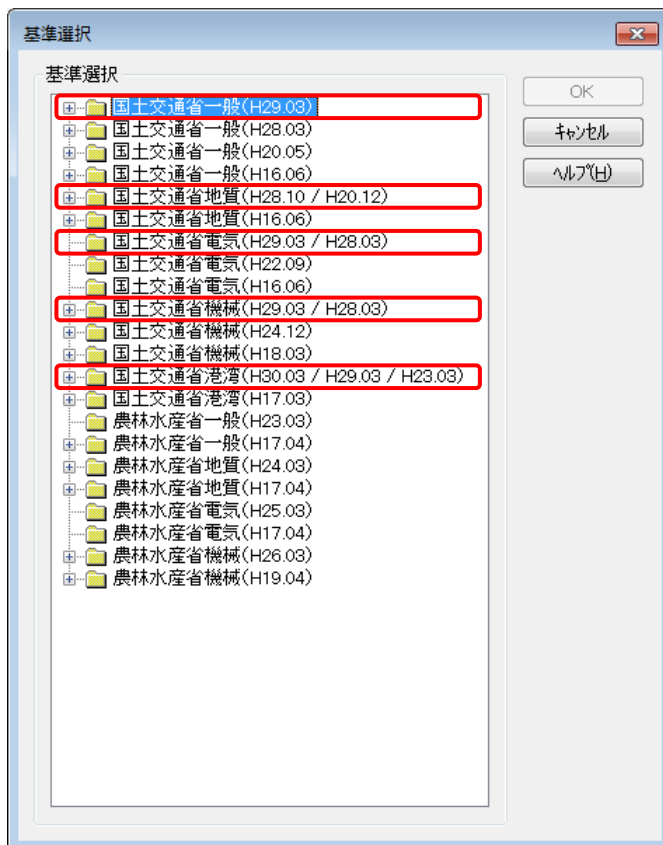 基準選択
基準選択
国土交通省一般(H29.03)
国土交通省一般(H28.03)
国土交通省一般(H20.05)
国土交通省一般(H16.06)
国土交通省地質(H28.10 / H20.12)
国土交通省地質(H16.06)
国土交通省電気(H29.03 / H28.03)
国土交通省電気(H22.09)
国土交通省電気(H16.06)
国土交通省機械(H29.03 / H28.03)
国土交通省機械(H24.12)
国土交通省機械(H18.03)
国土交通省港湾(H30.03 / H29.03 / H23.03)
国土交通省港湾(H17.03)
農林水産省一般(H23.03)
農林水産省一般(H17.04)
農林水産省地質(H24.03)
農林水産省地質(H17.04)
農林水産省電気(H25.03)
農林水産省電気(H17.04)
農林水産省機械(H26.03)
農林水産省機械(H19.04)
OK
キャンセル
ヘルプ(H)